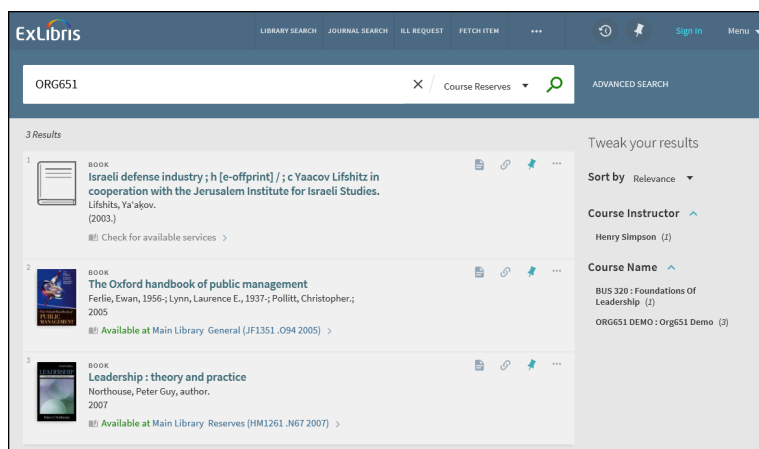 ExLibris
LIBRARY SEARCH JOURNAL SEARCH ILL REQUEST FETCH ITEM ...
Sign in Menu
ORG651
Course Reserves
ADVANCED SEARCH
3 Results
1
BOOK
Israeli defense industry ; h [e-offprint] / ; c Yaacov Lifshitz in
cooperation with the Jerusalem Institute for Israeli Studies.
Lifshits, Ya'aḳov.
(2003.)
Check for available services >
2
BOOK
The Oxford handbook of public management
Ferlie, Ewan, 1956-; Lynn, Laurence E., 1937-; Pollitt, Christopher.;
2005
Available at Main Library General (JF1351 .O94 2005) >
PUBLIC
MANAGEMENT
3
BOOK
Leadership : theory and practice
Northouse, Peter Guy, author.
2007
Available at Main Library Reserves (HM1261 .N67 2007) >
LEADERSHIP
Tweak your results
Sort by Relevance
Course Instructor
Henry Simpson (1)
Course Name
BUS 320 : Foundations Of
Leadership (1)
ORG651 DEMO : Org651 Demo (3)